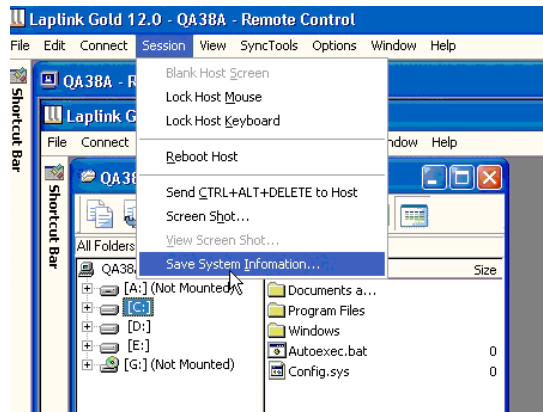 Laplink Gold 12.0 - QA38A - Remote Control
File Edit Connect Session View SyncTools Options Window Help
Shortcut Bar
QA38A - R
Blank Host Screen
Lock Host Mouse
Lock Host Keyboard
Reboot Host
Send CTRL+ALT+DELETE to Host
Screen Shot...
View Screen Shot...
Save System Infomation...
Laplink G
File Connect ndow Help
Shortcut Bar
QA38
All Folders
QA38 Size
[A:] (Not Mounted)
[C:]
[D:]
[E:]
[G:] (Not Mounted)
Documents a...
Program Files
Windows
Autoexec.bat 0
Config.sys 0